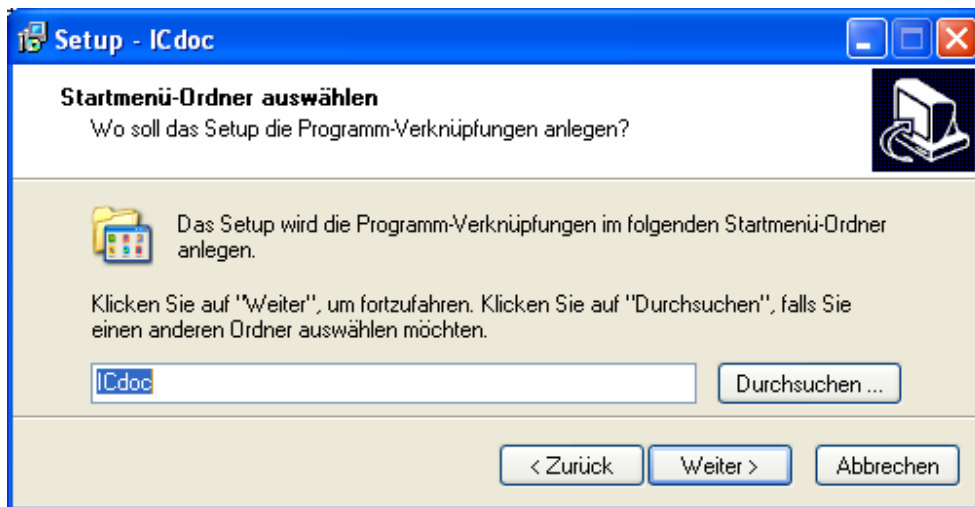 Setup - ICdoc
Startmenü-Ordner auswählen
Wo soll das Setup die Programm-Verknüpfungen anlegen?
Das Setup wird die Programm-Verknüpfungen im folgenden Startmenü-Ordner
anlegen.
Klicken Sie auf "Weiter", um fortzufahren. Klicken Sie auf "Durchsuchen", falls Sie
einen anderen Ordner auswählen möchten.
ICdoc
Durchsuchen ...
< Zurück
Weiter >
Abbrechen